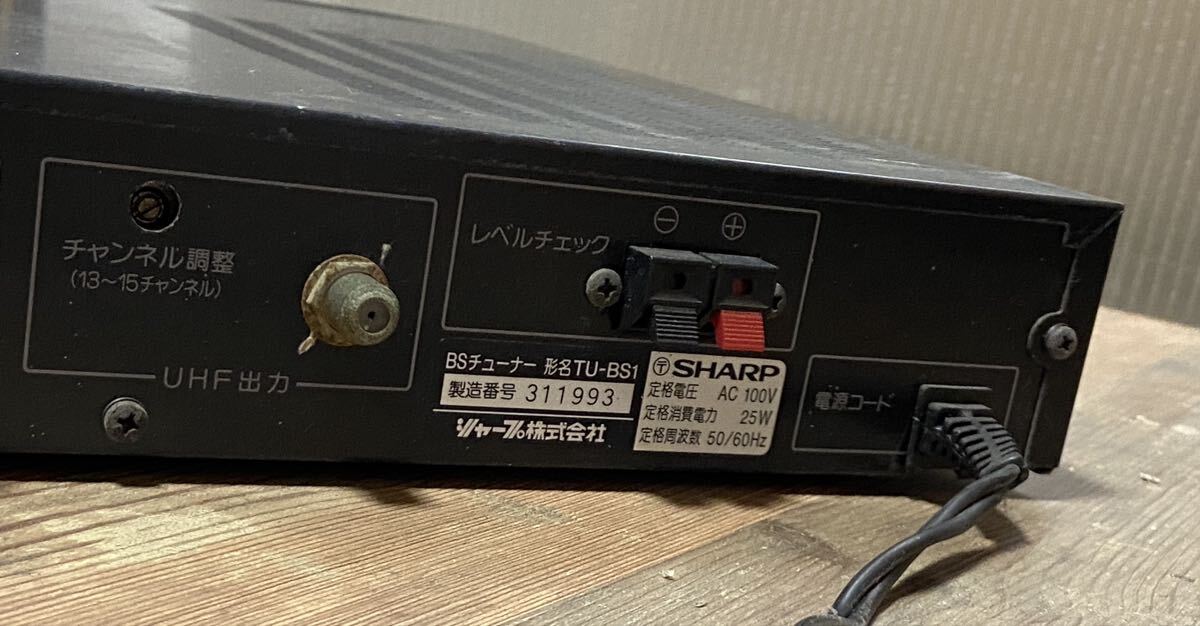 チャンネル調整
(13〜15チャンネル)
UHF出力
レベルチェック
⊖ ⊕
BSチューナー 形名TU-BS1
製造番号 311993
シャープ株式会社
〒 SHARP
定格電圧 AC 100V
定格消費電力 25W
定格周波数 50/60Hz
電源コード